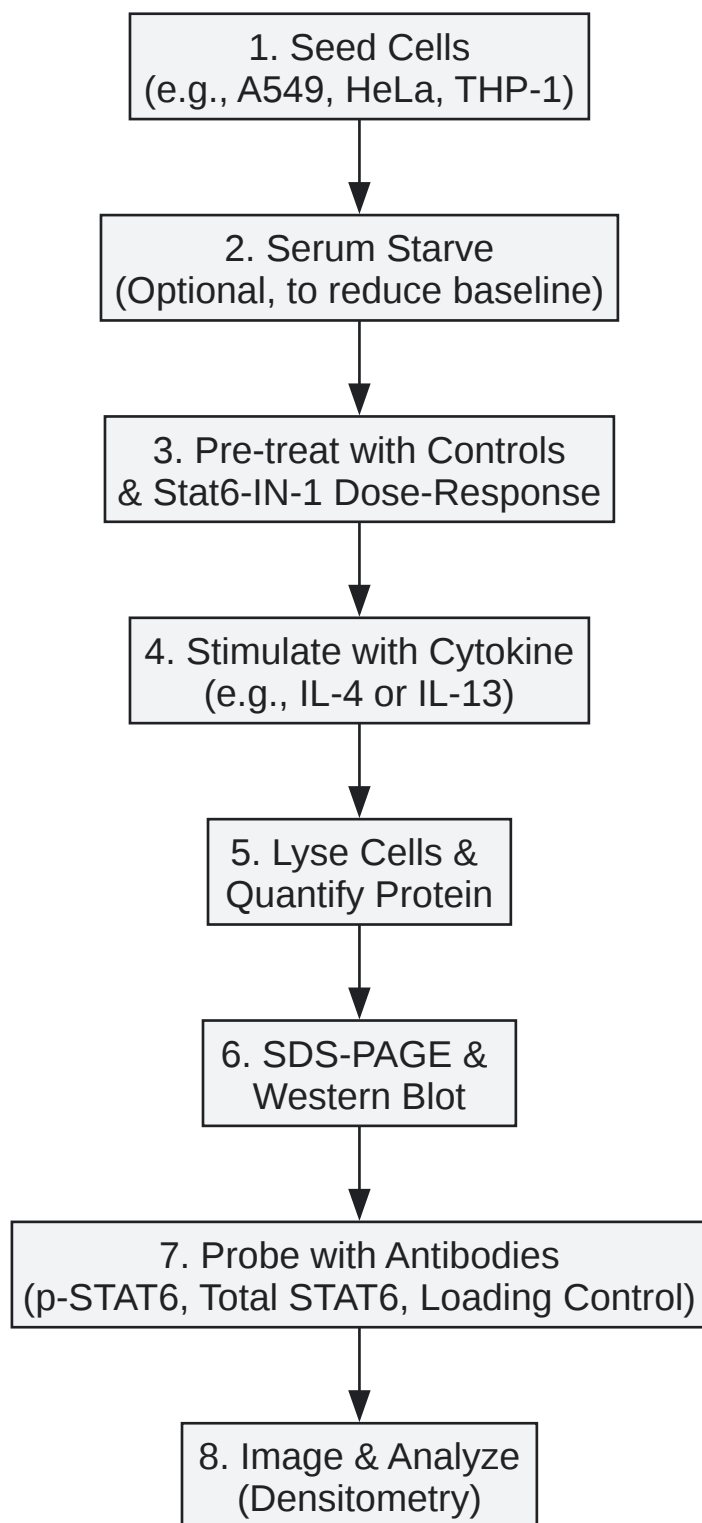 1. Seed Cells
(e.g., A549, HeLa, THP-1)
2. Serum Starve
(Optional, to reduce baseline)
3. Pre-treat with Controls
& Stat6-IN-1 Dose-Response
4. Stimulate with Cytokine
(e.g., IL-4 or IL-13)
5. Lyse Cells &
Quantify Protein
6. SDS-PAGE &
Western Blot
7. Probe with Antibodies
(p-STAT6, Total STAT6, Loading Control)
8. Image & Analyze
(Densitometry)